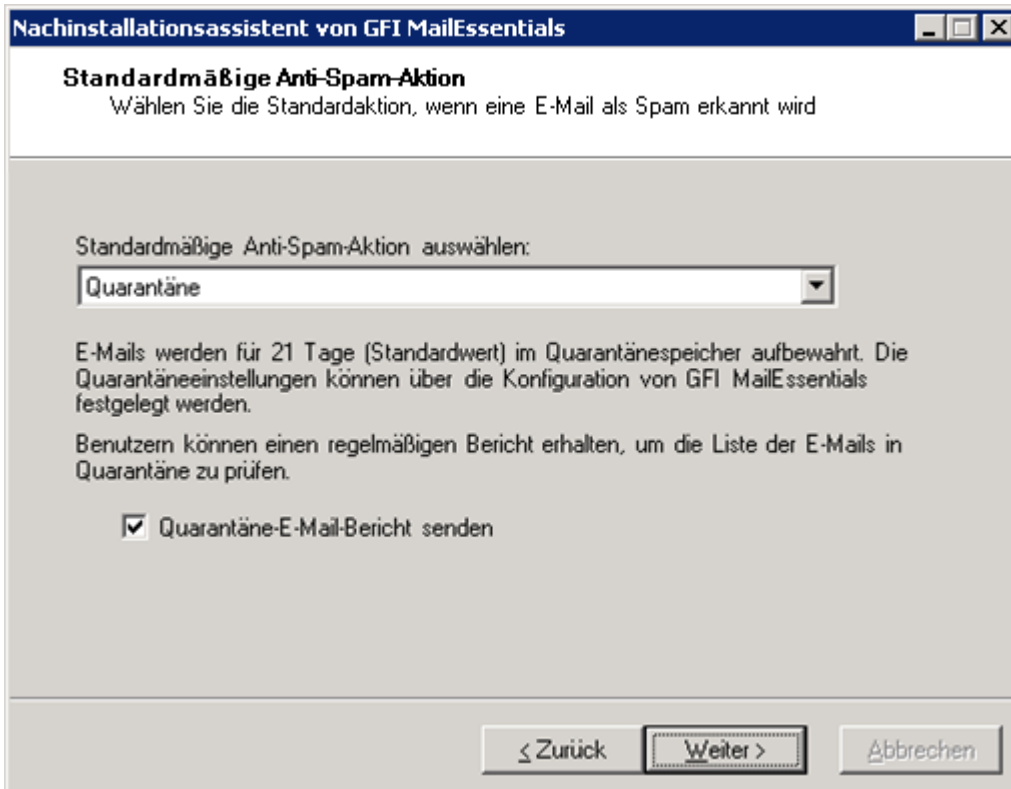 Nachinstallationsassistent von GFI MailEssentials
Standardmäßige Anti-Spam-Aktion
Wählen Sie die Standardaktion, wenn eine E-Mail als Spam erkannt wird
Standardmäßige Anti-Spam-Aktion auswählen:
Quarantäne
E-Mails werden für 21 Tage (Standardwert) im Quarantänespeicher aufbewahrt. Die
Quarantäneeinstellungen können über die Konfiguration von GFI MailEssentials
festgelegt werden.
Benutzern können einen regelmäßigen Bericht erhalten, um die Liste der E-Mails in
Quarantäne zu prüfen.
Quarantäne-E-Mail-Bericht senden
< Zurück
Weiter >
Abbrechen